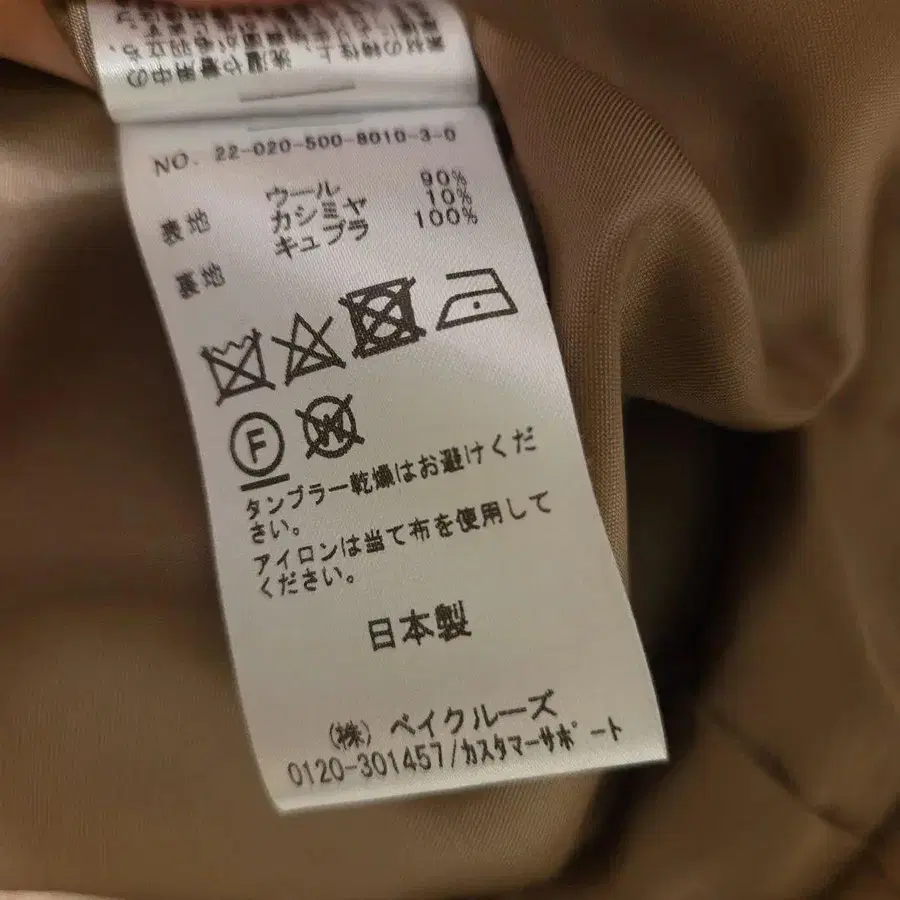 NO. 22-020-500-8010-3-0
表地 ウール 90%
カシミヤ 10%
裏地 キュプラ 100%
F
タンブラー乾燥はお避けくだ
さい。
アイロンは当て布を使用して
ください。
日本製
(株) ベイクルーズ
0120-301457/カスタマーサポート